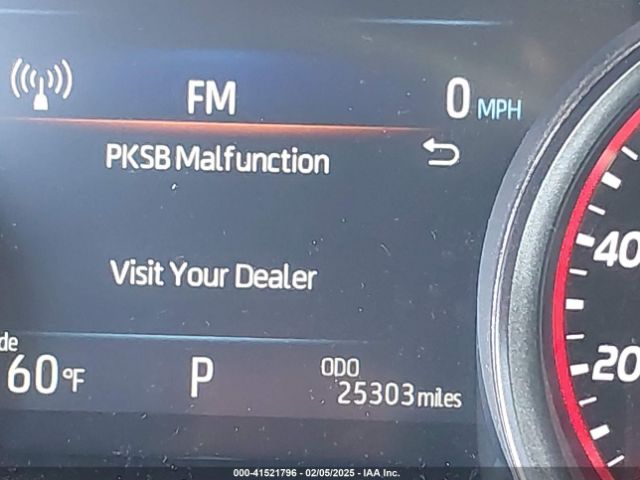 FM
0 MPH
PKSB Malfunction
Visit Your Dealer
de
60°F
P
ODO
25303 miles
40
20
000-41521796 - 02/05/2025 - IAA Inc.